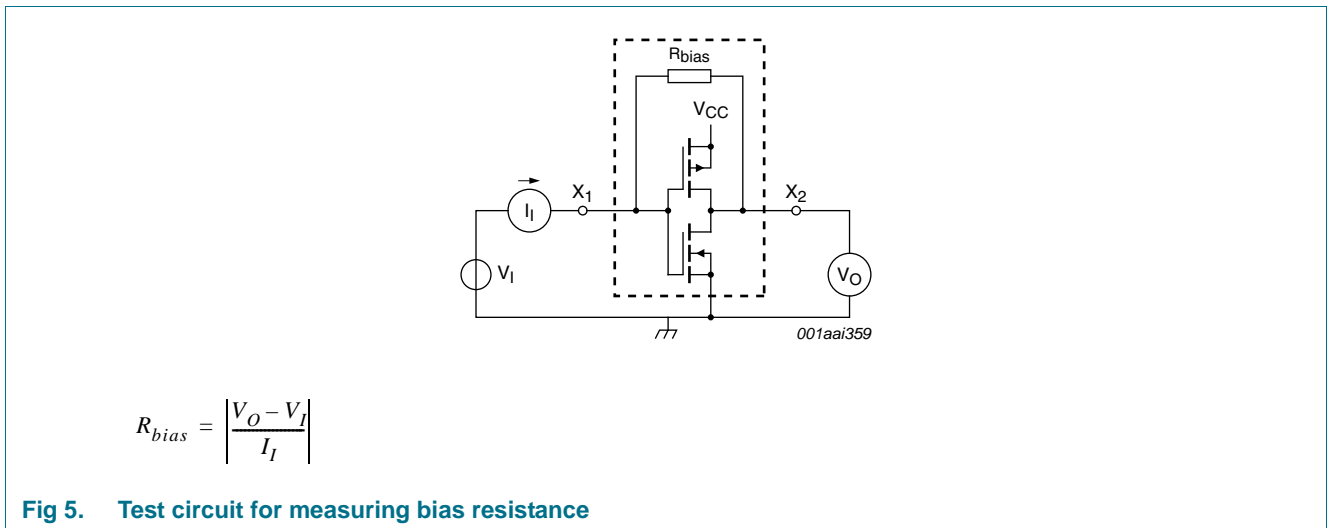 Rbias
VCC
X1
X2
II
VI
VO
001aai359
Rbias = |VO – VI / II|
Fig 5. Test circuit for measuring bias resistance